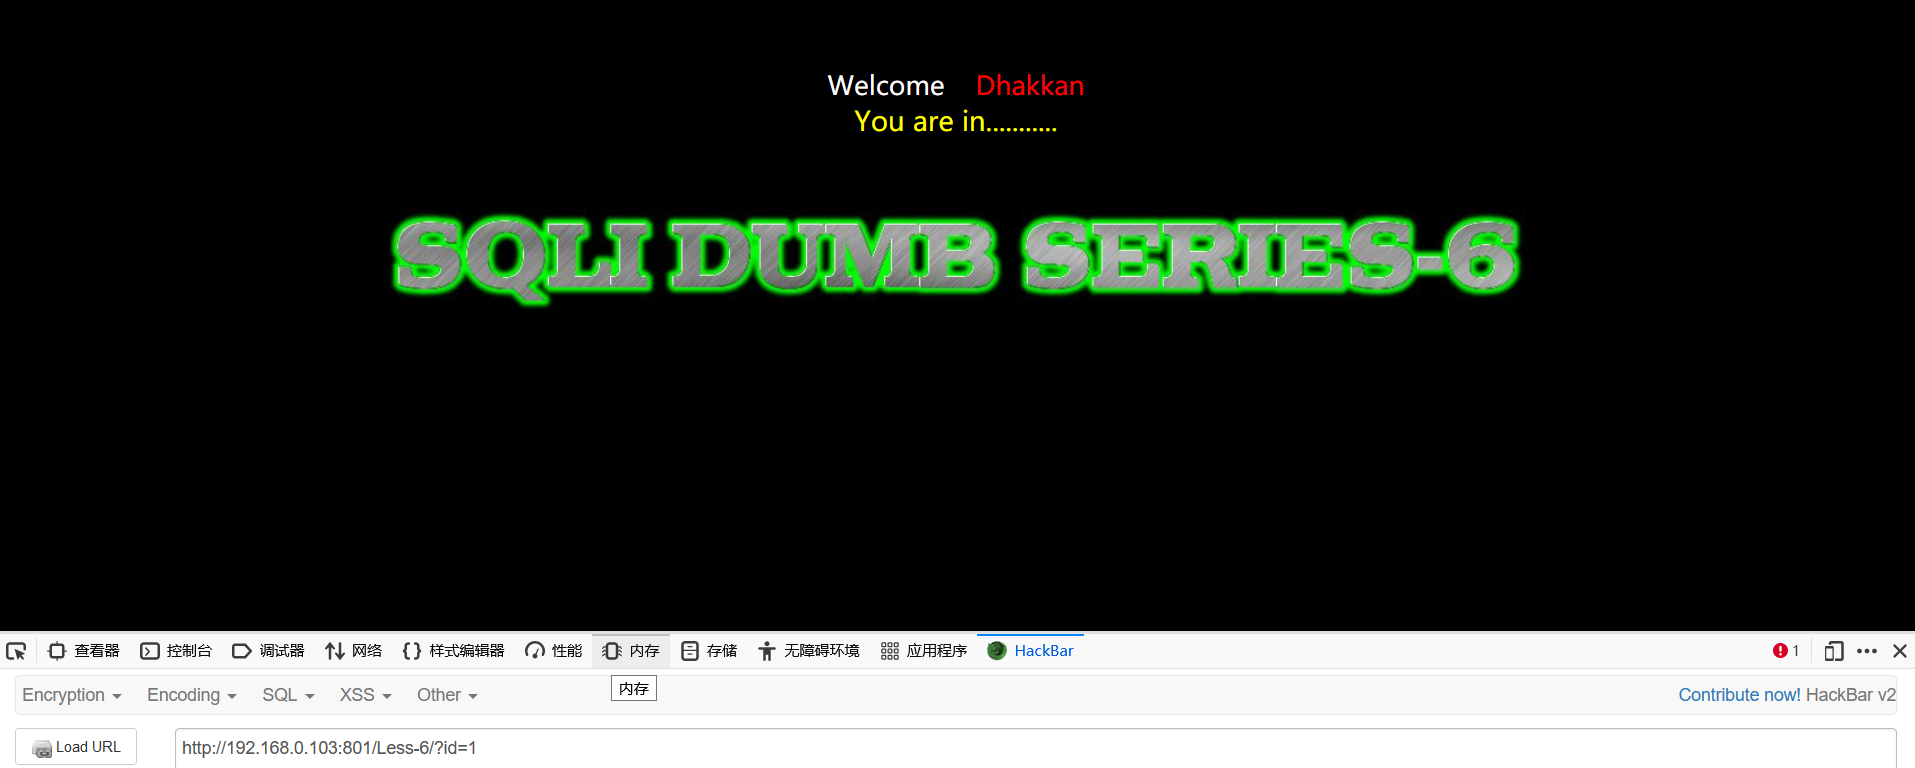 Welcome Dhakkan
You are in...........
SQLI DUMB SERIES-6
查看器 控制台 调试器 网络 样式编辑器 性能 内存 存储 无障碍环境 应用程序 HackBar 1
内存
Encryption Encoding SQL XSS Other Contribute now! HackBar v2
Load URL http://192.168.0.103:801/Less-6/?id=1